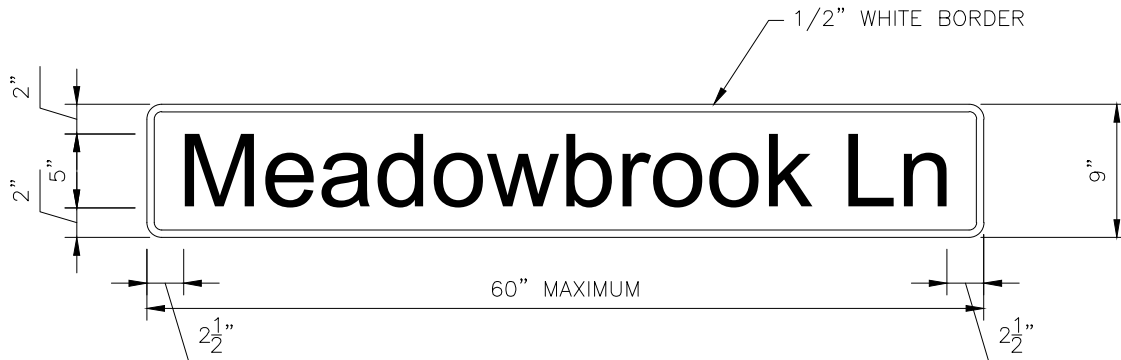 1/2” WHITE BORDER
2”
5”
2”
Meadowbrook Ln
9”
60” MAXIMUM
2½”
2½”